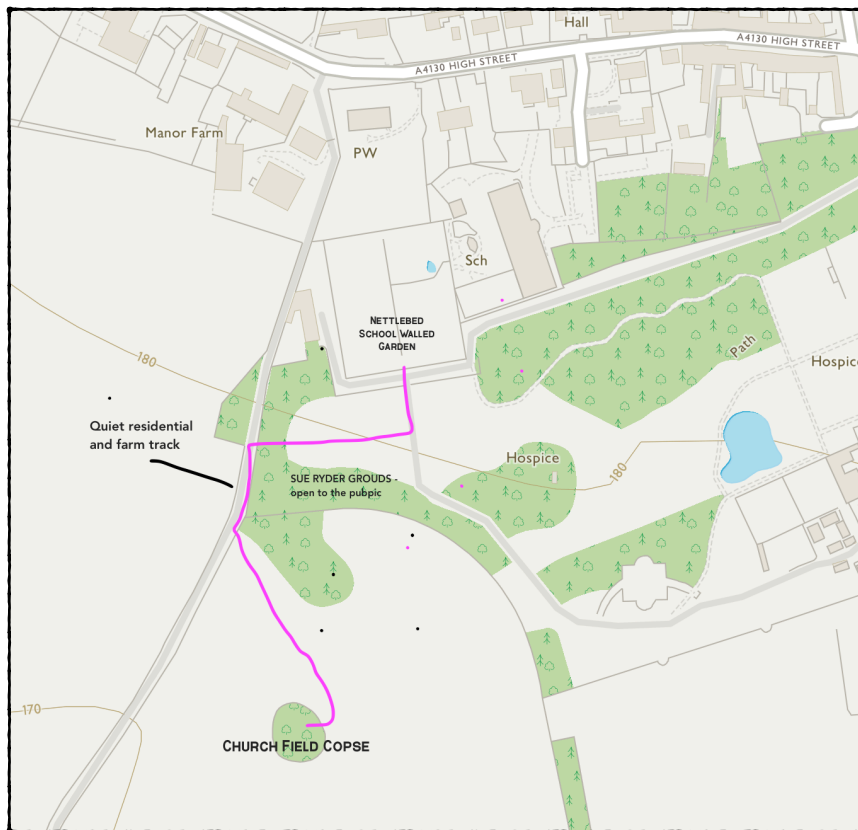 Hall
A4130 HIGH STREET
A4130 HIGH STREET
Manor Farm
PW
Sch
NETTLEBED
SCHOOL WALLED
GARDEN
180
Path
Hospice
Quiet residential
and farm track
Hospice
180
SUE RYDER GROUDS -
open to the pubpic
170
CHURCH FIELD COPSE